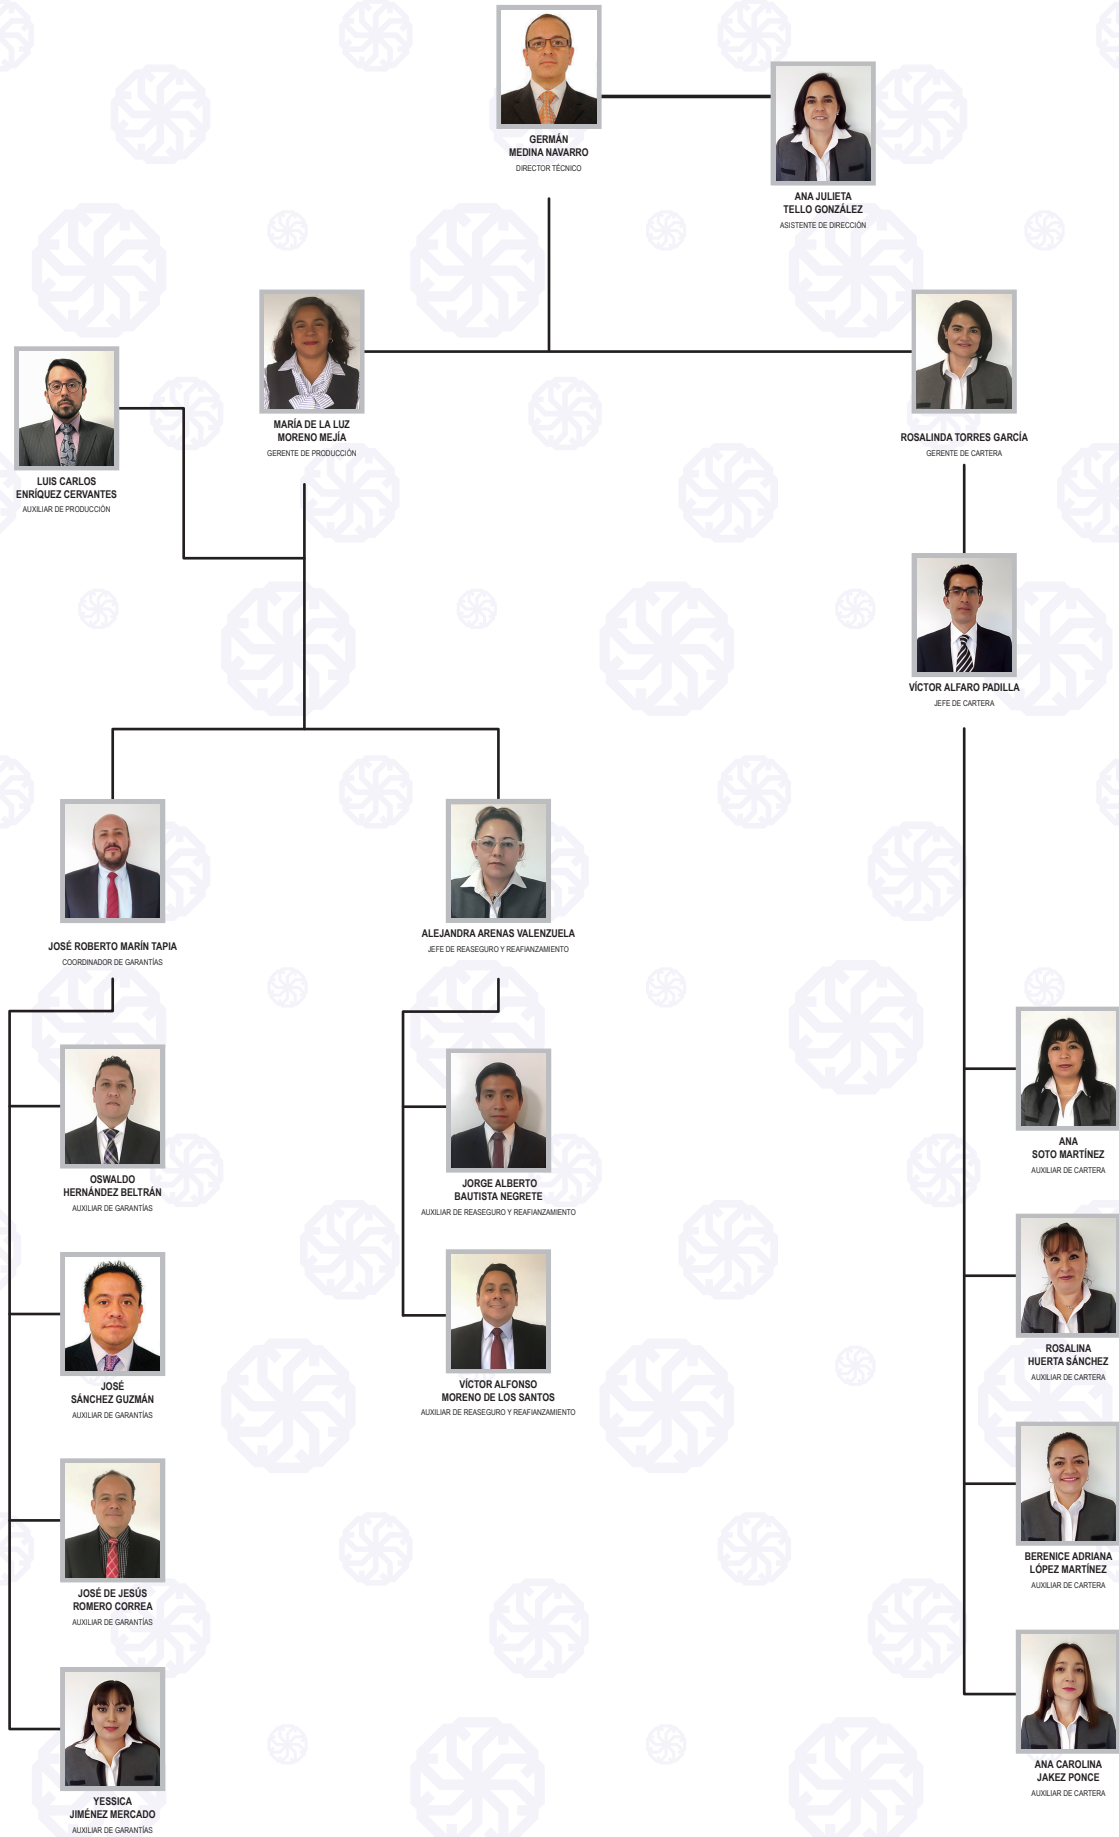 GERMÁN
MEDINA NAVARRO
DIRECTOR TÉCNICO
ANA JULIETA
TELLO GONZÁLEZ
ASISTENTE DE DIRECCIÓN
MARÍA DE LA LUZ
MORENO MEJÍA
GERENTE DE PRODUCCIÓN
ROSALINDA TORRES GARCÍA
GERENTE DE CARTERA
LUIS CARLOS
ENRÍQUEZ CERVANTES
AUXILIAR DE PRODUCCIÓN
VÍCTOR ALFARO PADILLA
JEFE DE CARTERA
JOSÉ ROBERTO MARÍN TAPIA
COORDINADOR DE GARANTÍAS
ALEJANDRA ARENAS VALENZUELA
JEFE DE REASEGURO Y REAFIANZAMIENTO
OSWALDO
HERNÁNDEZ BELTRÁN
AUXILIAR DE GARANTÍAS
JORGE ALBERTO
BAUTISTA NEGRETE
AUXILIAR DE REASEGURO Y REAFIANZAMIENTO
ANA
SOTO MARTÍNEZ
AUXILIAR DE CARTERA
JOSÉ
SÁNCHEZ GUZMÁN
AUXILIAR DE GARANTÍAS
VÍCTOR ALFONSO
MORENO DE LOS SANTOS
AUXILIAR DE REASEGURO Y REAFIANZAMIENTO
ROSALINA
HUERTA SÁNCHEZ
AUXILIAR DE CARTERA
JOSÉ DE JESÚS
ROMERO CORREA
AUXILIAR DE GARANTÍAS
BERENICE ADRIANA
LÓPEZ MARTÍNEZ
AUXILIAR DE CARTERA
YESSICA
JIMÉNEZ MERCADO
AUXILIAR DE GARANTÍAS
ANA CAROLINA
JAKEZ PONCE
AUXILIAR DE CARTERA